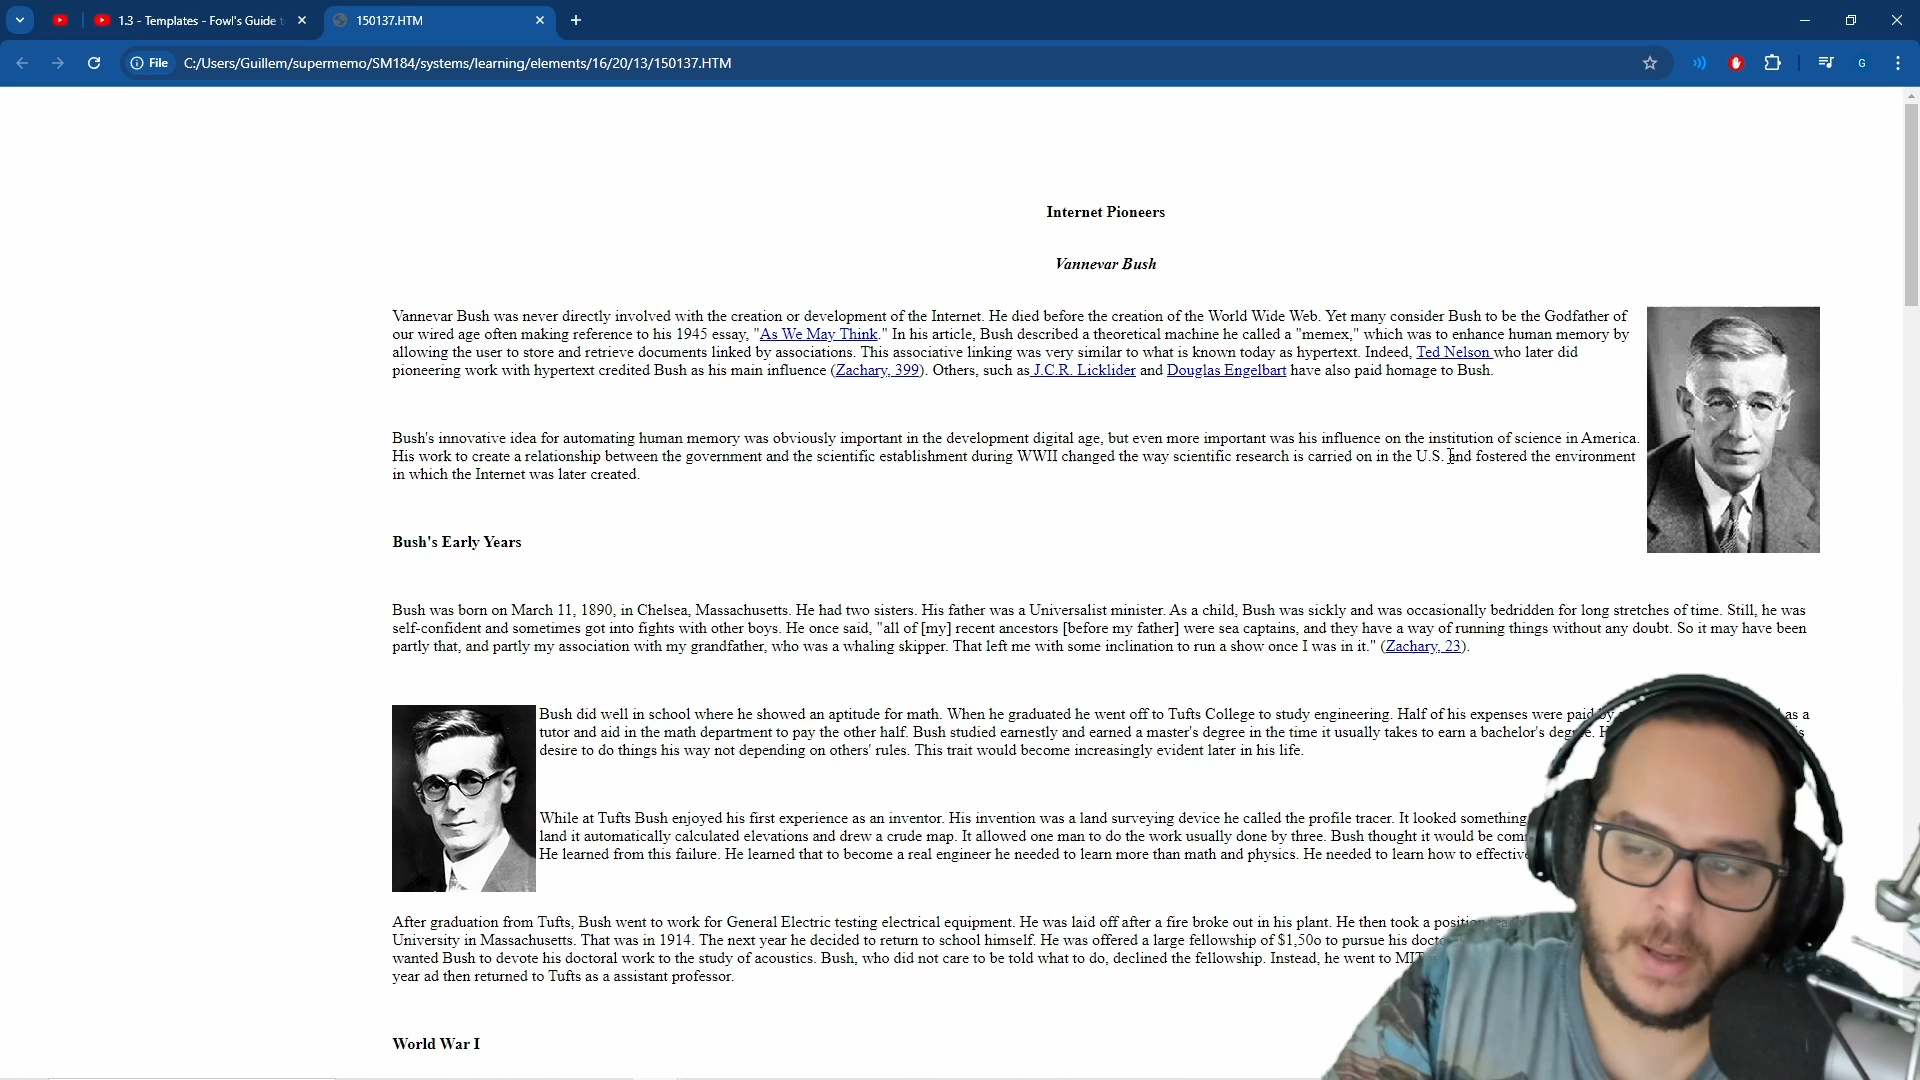 1.3 - Templates - Fowl's Guide t
150137.HTM
File
C:/Users/Guillem/supermemo/SM184/systems/learning/elements/16/20/13/150137.HTM
G
Internet Pioneers
Vannevar Bush
Vannevar Bush was never directly involved with the creation or development of the Internet. He died before the creation of the World Wide Web. Yet many consider Bush to be the Godfather of
our wired age often making reference to his 1945 essay, "As We May Think." In his article, Bush described a theoretical machine he called a "memex," which was to enhance human memory by
allowing the user to store and retrieve documents linked by associations. This associative linking was very similar to what is known today as hypertext. Indeed, Ted Nelson who later did
pioneering work with hypertext credited Bush as his main influence (Zachary, 399). Others, such as J.C.R. Licklider and Douglas Engelbart have also paid homage to Bush.
Bush's innovative idea for automating human memory was obviously important in the development digital age, but even more important was his influence on the institution of science in America.
His work to create a relationship between the government and the scientific establishment during WWII changed the way scientific research is carried on in the U.S. and fostered the environment
in which the Internet was later created.
Bush's Early Years
Bush was born on March 11, 1890, in Chelsea, Massachusetts. He had two sisters. His father was a Universalist minister. As a child, Bush was sickly and was occasionally bedridden for long stretches of time. Still, he was
self-confident and sometimes got into fights with other boys. He once said, "all of [my] recent ancestors [before my father] were sea captains, and they have a way of running things without any doubt. So it may have been
partly that, and partly my association with my grandfather, who was a whaling skipper. That left me with some inclination to run a show once I was in it." (Zachary, 23).
Bush did well in school where he showed an aptitude for math. When he graduated he went off to Tufts College to study engineering. Half of his expenses were paid by as a
tutor and aid in the math department to pay the other half. Bush studied earnestly and earned a master's degree in the time it usually takes to earn a bachelor's degree.
desire to do things his way not depending on others' rules. This trait would become increasingly evident later in his life.
While at Tufts Bush enjoyed his first experience as an inventor. His invention was a land surveying device he called the profile tracer. It looked something
land it automatically calculated elevations and drew a crude map. It allowed one man to do the work usually done by three. Bush thought it would be
He learned from this failure. He learned that to become a real engineer he needed to learn more than math and physics. He needed to learn how to
After graduation from Tufts, Bush went to work for General Electric testing electrical equipment. He was laid off after a fire broke out in his plant. He then took a position
University in Massachusetts. That was in 1914. The next year he decided to return to school himself. He was offered a large fellowship of $1,50o to pursue his
wanted Bush to devote his doctoral work to the study of acoustics. Bush, who did not care to be told what to do, declined the fellowship. Instead, he went to MIT
year ad then returned to Tufts as a assistant professor.
World War I